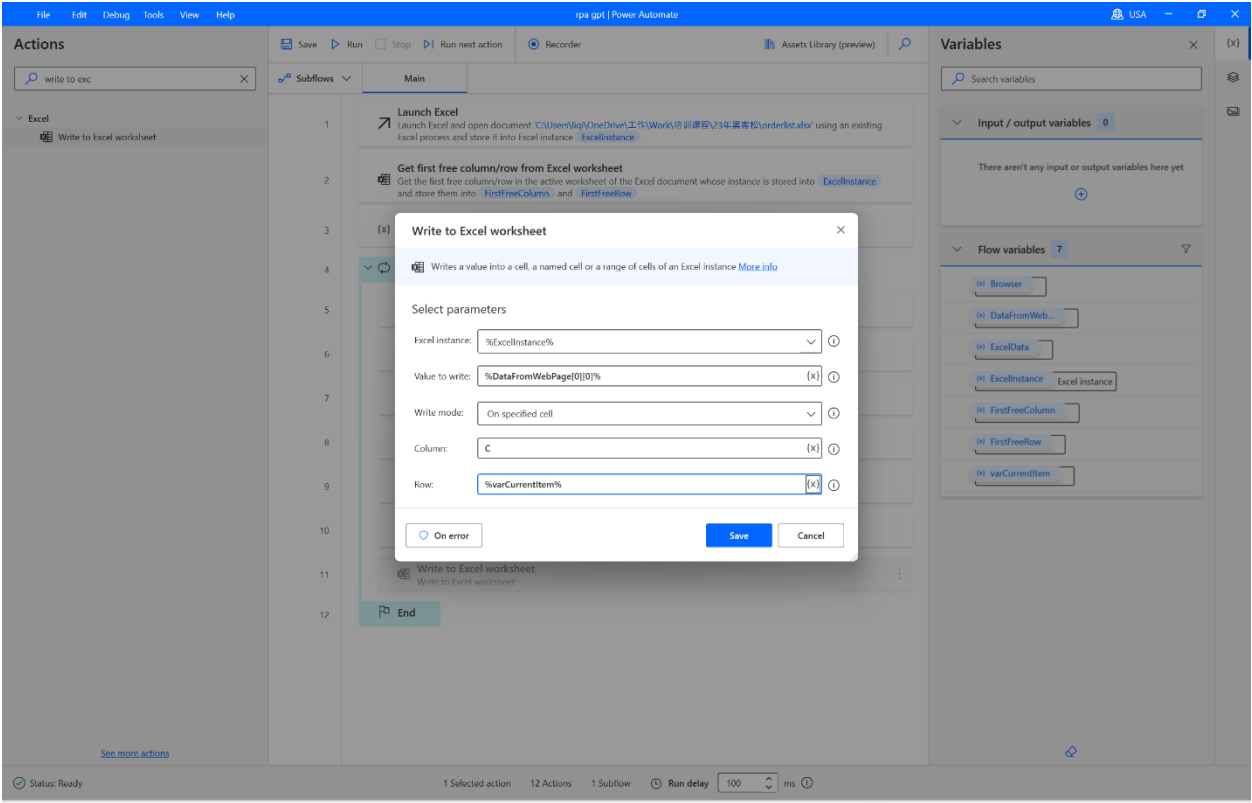 File Edit Debug Tools View Help
rpa gpt | Power Automate
USA
Actions
write to exc
Excel
Write to Excel worksheet
See more actions
Save Run Stop Run next action Recorder
Assets Library (preview)
Subflows Main
1
Launch Excel
Launch Excel and open document 'C:\Users\liqi\OneDrive\工作\Work\培训课程\23年黑客松\orderlist.xlsx' using an existing
Excel process and store it into Excel instance ExcelInstance
2
Get first free column/row from Excel worksheet
Get the first free column/row in the active worksheet of the Excel document whose instance is stored into ExcelInstance
and store them into FirstFreeColumn and FirstFreeRow
3
{x}
4
5
6
7
8
9
10
11
Write to Excel worksheet
Write to Excel worksheet
12
End
Write to Excel worksheet
Writes a value into a cell, a named cell or a range of cells of an Excel instance More info
Select parameters
Excel instance: %ExcelInstance%
Value to write: %DataFromWebPage[0][0]% {x}
Write mode: On specified cell
Column: C {x}
Row: %varCurrentItem% {x}
On error
Save
Cancel
Variables
{x}
Search variables
Input / output variables 0
There aren't any input or output variables here yet
Flow variables 7
(x) Browser
(x) DataFromWeb...
(x) ExcelData
(x) ExcelInstance Excel instance
(x) FirstFreeColumn
(x) FirstFreeRow
(x) varCurrentItem
Status: Ready
1 Selected action 12 Actions 1 Subflow Run delay 100 ms